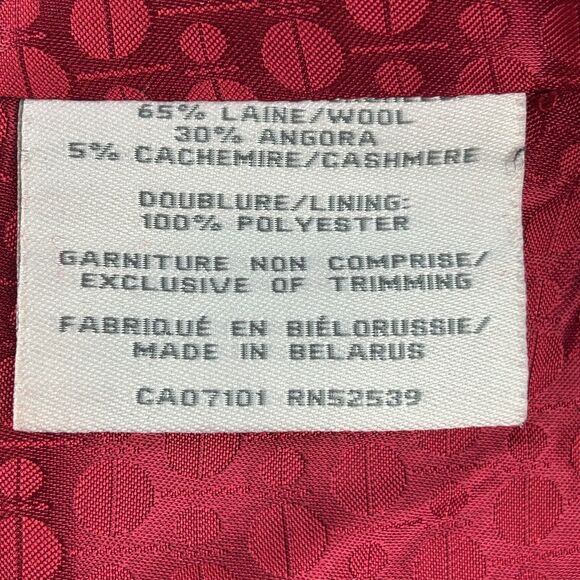 65% LAINE/WOOL
30% ANGORA
5% CACHEMIRE/CASHMERE
DOUBLURE/LINING:
100% POLYESTER
GARNITURE NON COMPRISE/
EXCLUSIVE OF TRIMMING
FABRIQUÉ EN BIÉLORUSSIE/
MADE IN BELARUS
CA07101 RN52539